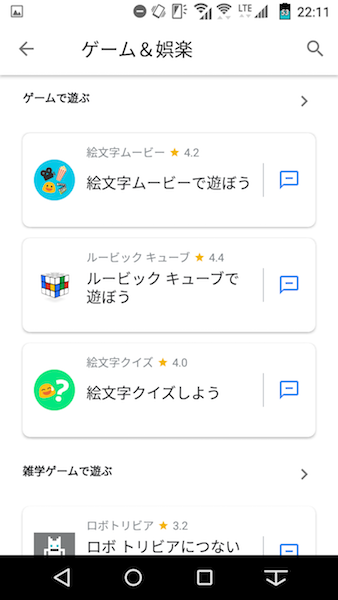 LTE 53 22:11
ゲーム＆娯楽
ゲームで遊ぶ
絵文字ムービー ★ 4.2
絵文字ムービーで遊ぼう
ルービック キューブ ★ 4.4
ルービック キューブで
遊ぼう
絵文字クイズ ★ 4.0
?
絵文字クイズしよう
雑学ゲームで遊ぶ
ロボトリビア ★ 3.2
ロボ トリビアにつない